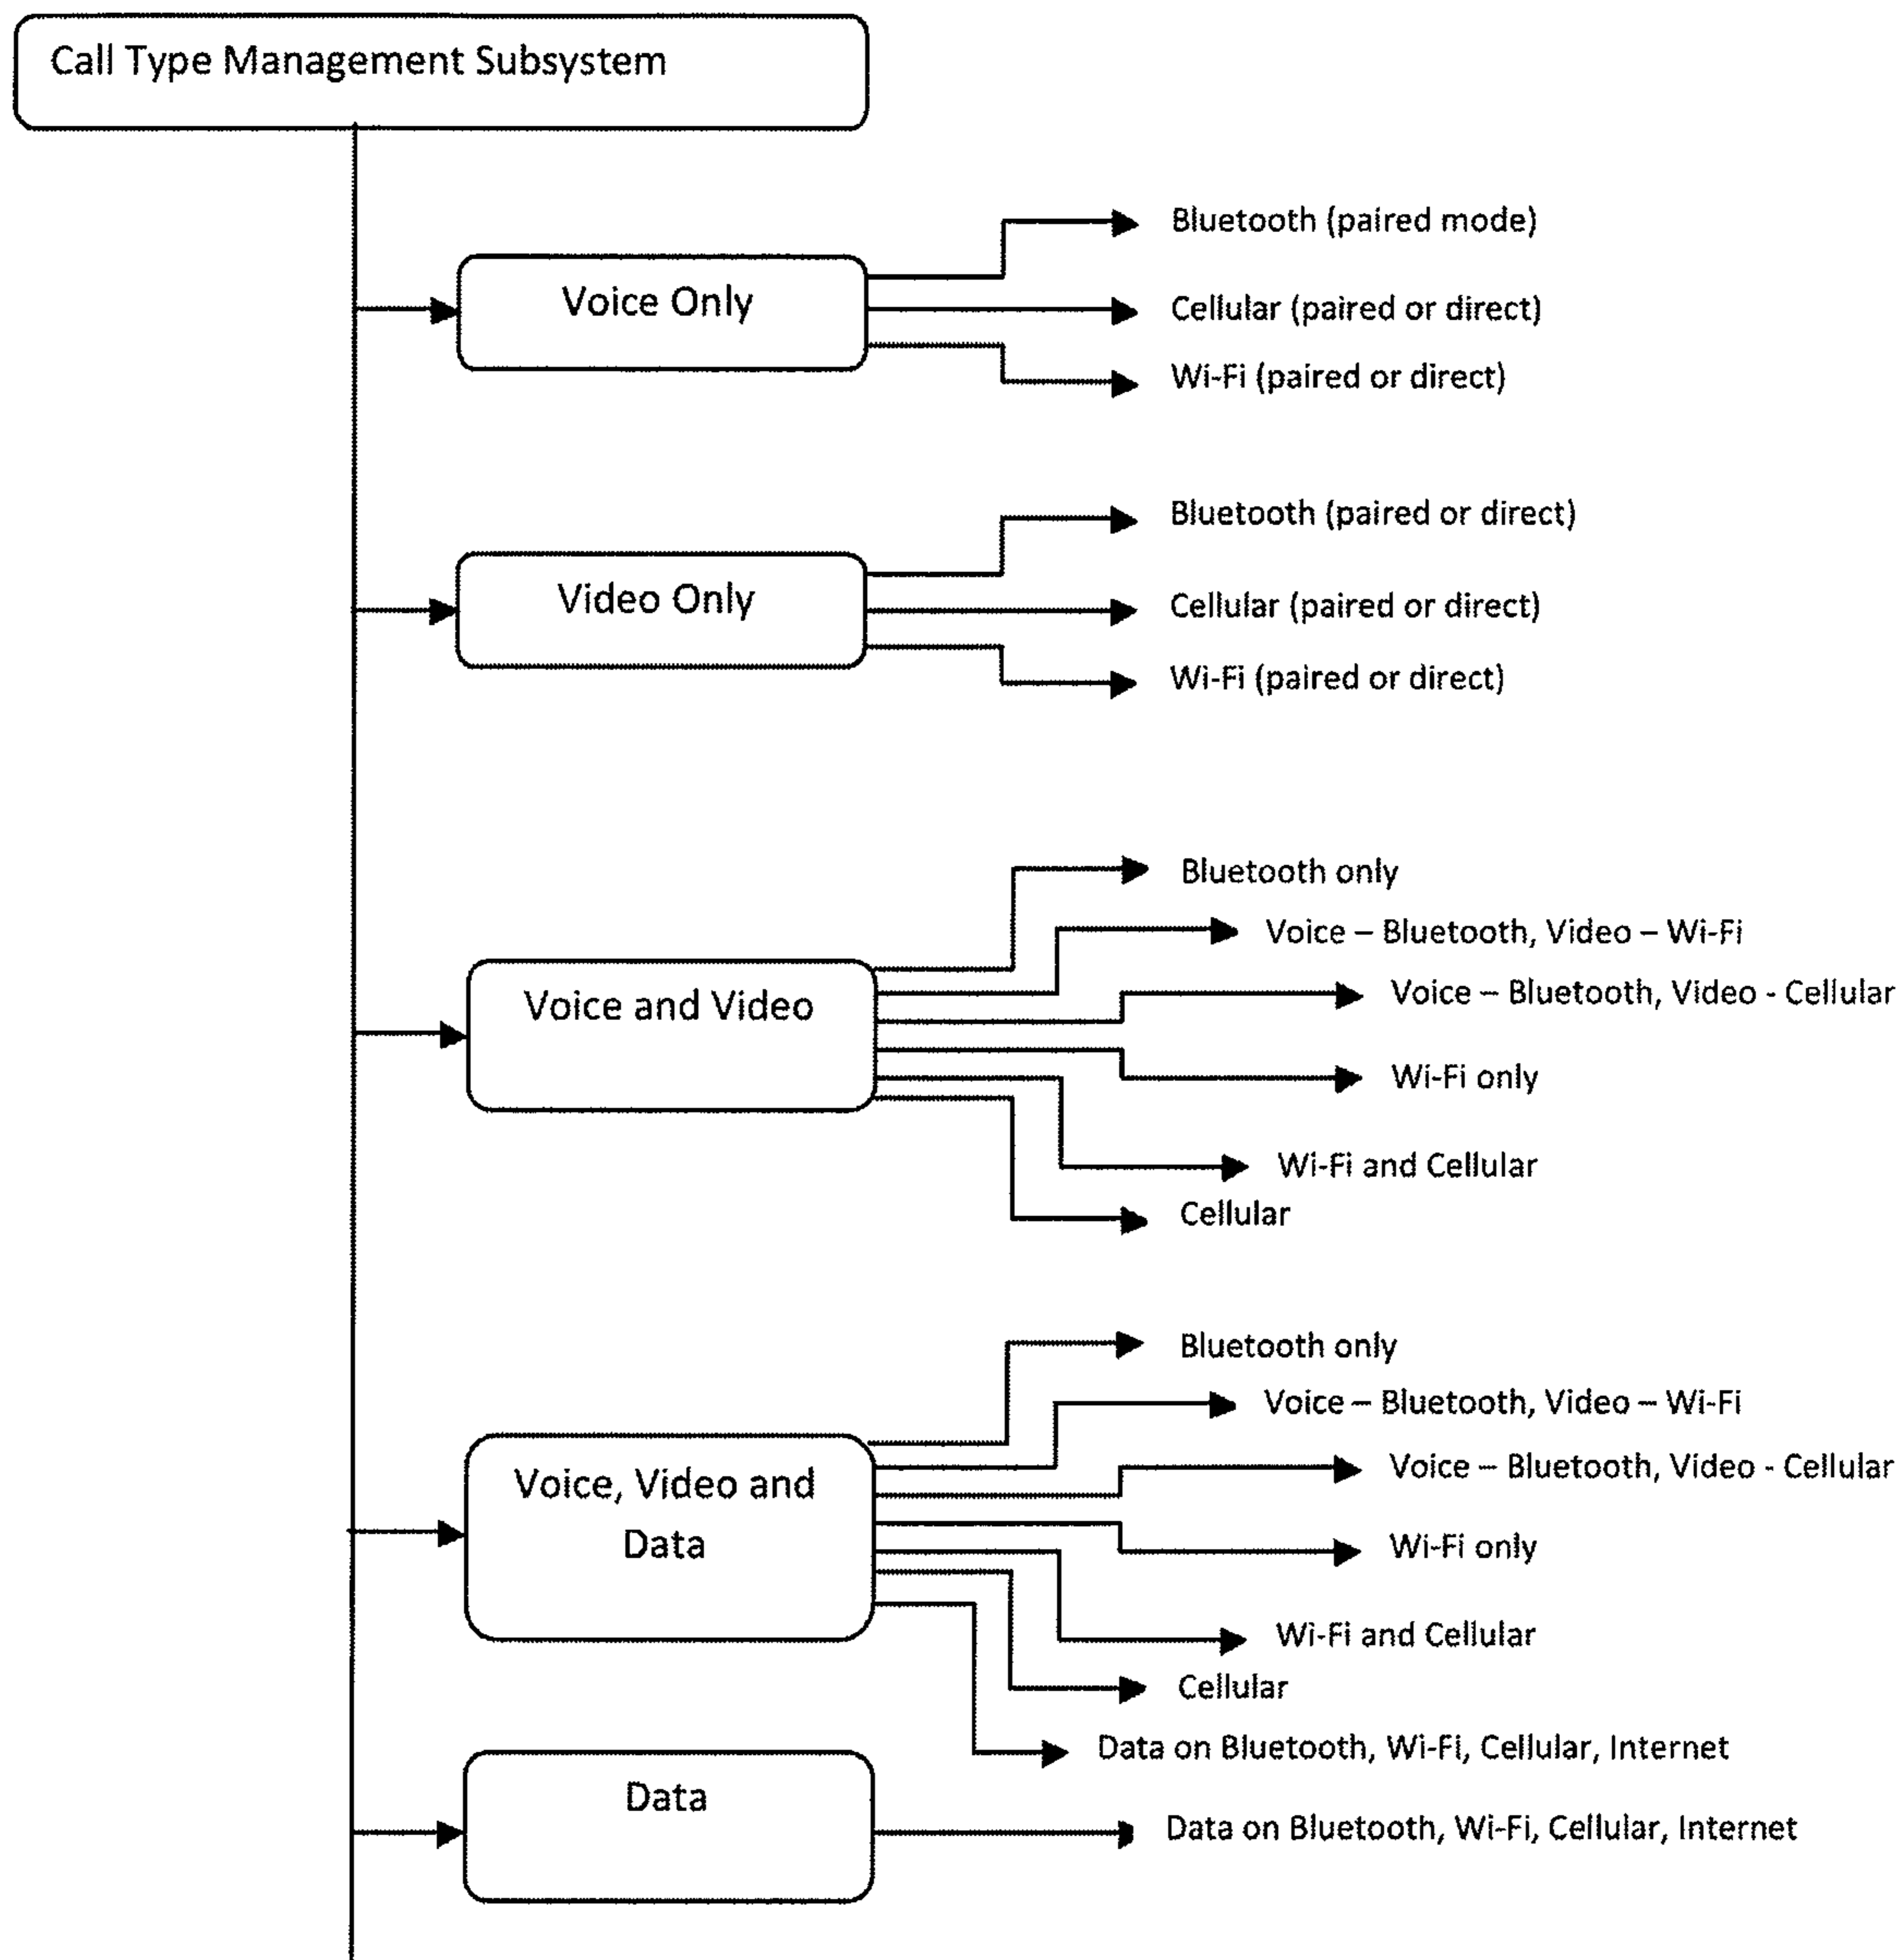 Call Type Management Subsystem
Voice Only
Bluetooth (paired mode)
Cellular (paired or direct)
Wi-Fi (paired or direct)
Video Only
Bluetooth (paired or direct)
Cellular (paired or direct)
Wi-Fi (paired or direct)
Voice and Video
Bluetooth only
Voice – Bluetooth, Video – Wi-Fi
Voice – Bluetooth, Video - Cellular
Wi-Fi only
Wi-Fi and Cellular
Cellular
Voice, Video and
Data
Bluetooth only
Voice – Bluetooth, Video – Wi-Fi
Voice – Bluetooth, Video - Cellular
Wi-Fi only
Wi-Fi and Cellular
Cellular
Data on Bluetooth, Wi-Fi, Cellular, Internet
Data
Data on Bluetooth, Wi-Fi, Cellular, Internet